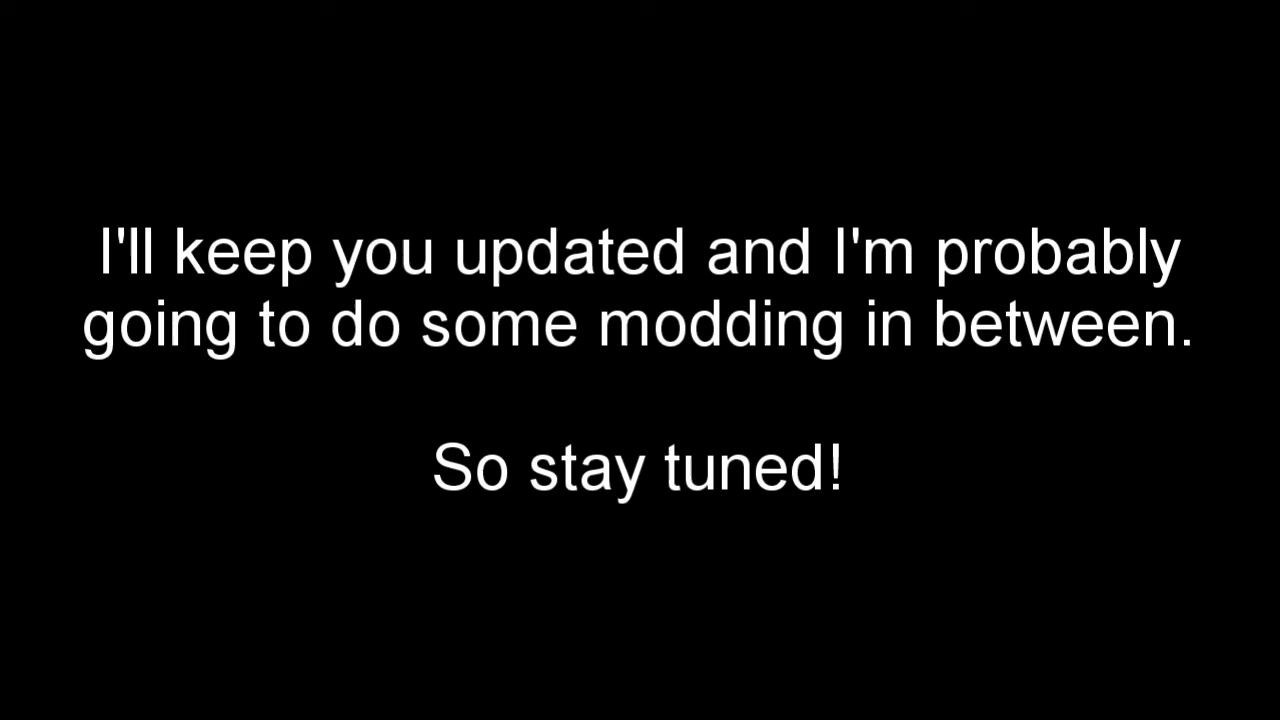 I'll keep you updated and I'm probably
going to do some modding in between.
So stay tuned!